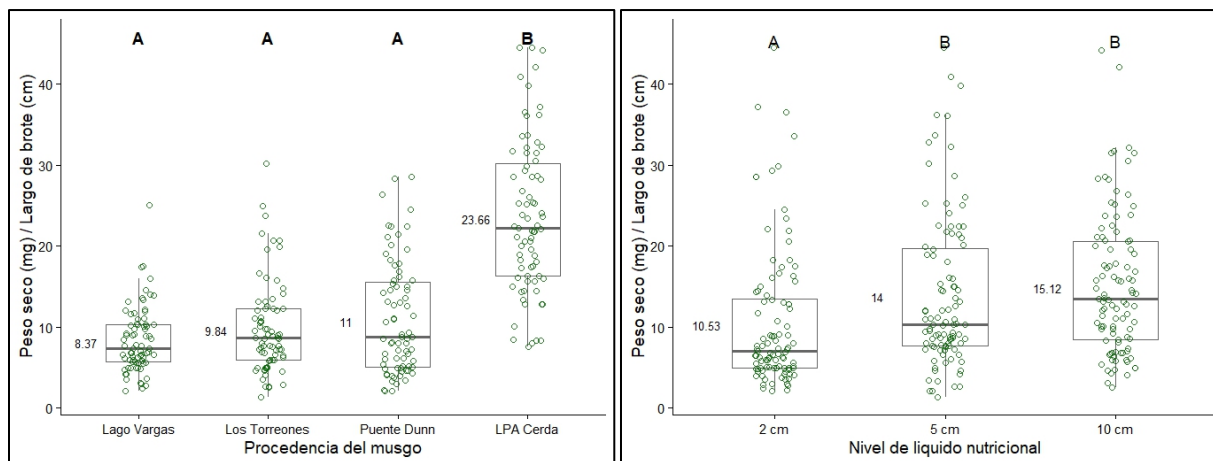 A A A B
Peso seco (mg) / Largo de brote (cm)
40
30
20
10
0
8.37
9.84
11
23.66
Lago Vargas Los Torreones Puente Dunn LPA Cerda
Procedencia del musgo
A B B
Peso seco (mg) / Largo de brote (cm)
40
30
20
10
0
10.53
14
15.12
2 cm 5 cm 10 cm
Nivel de liquido nutricional